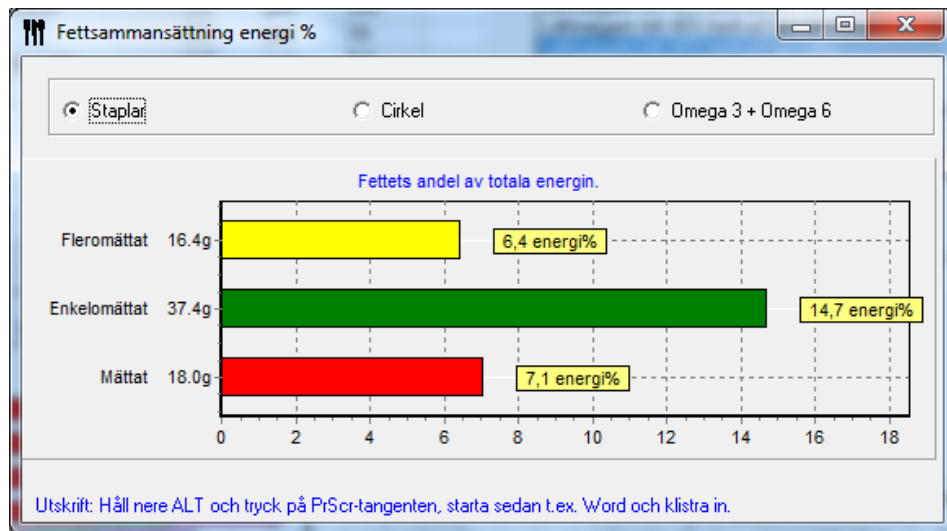 Fettsammansättning energi %
Staplar
Cirkel
Omega 3 + Omega 6
Fettets andel av totala energin.
Fleromättat 16.4g
6,4 energi%
Enkelomättat 37.4g
14,7 energi%
Mättat 18.0g
7,1 energi%
0 2 4 6 8 10 12 14 16 18
Utskrift: Håll nere ALT och tryck på PrScr-tangenten, starta sedan t.ex. Word och klistra in.